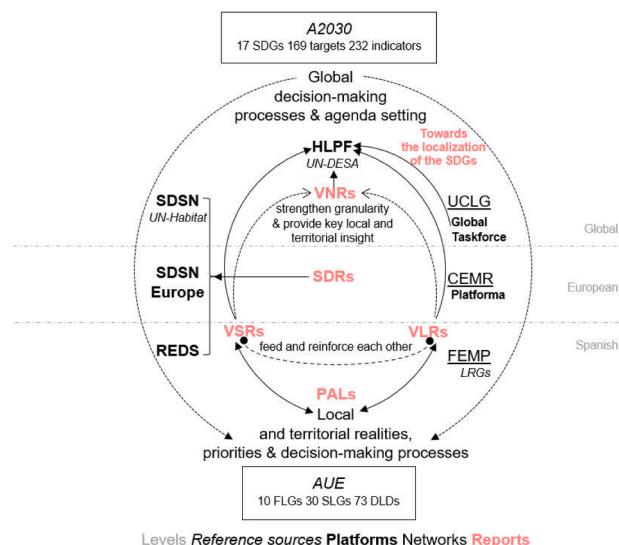 A2030
17 SDGs 169 targets 232 indicators
Global
decision-making
processes & agenda setting
HLPF
UN-DESA
Towards
the localization
of the SDGs
VNRs
strengthen granularity
& provide key local and
territorial insight
SDSN
UN-Habitat
UCLG
Global
Taskforce
Global
SDSN
Europe
SDRs
CEMR
Platforma
European
VSRs
VLRs
feed and reinforce each other
REDS
FEMP
LRGs
Spanish
PALs
Local
and territorial realities,
priorities & decision-making processes
AUE
10 FLGs 30 SLGs 73 DLDs
Levels Reference sources Platforms Networks Reports